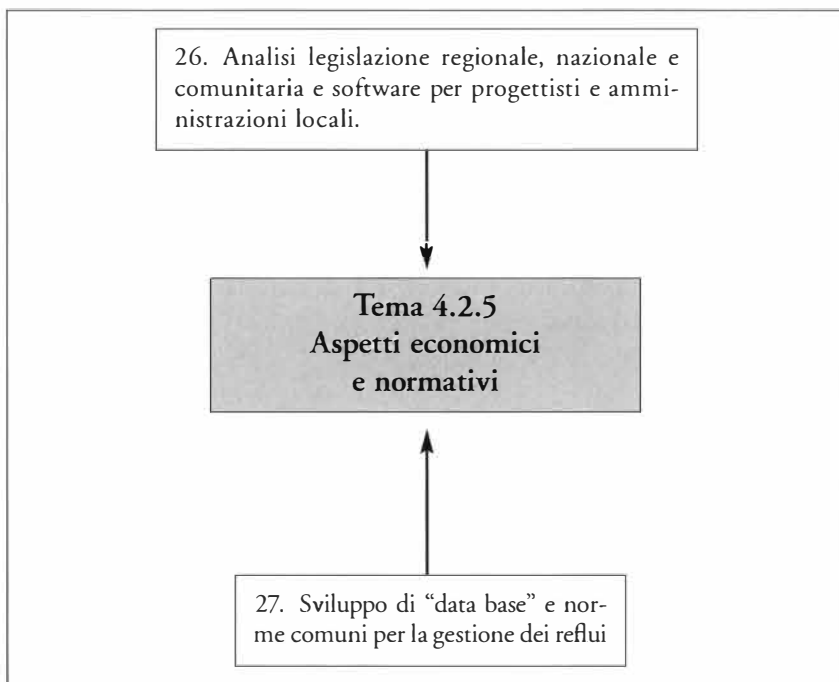 26. Analisi legislazione regionale, nazionale e
comunitaria e software per progettisti e ammi-
nistrazioni locali.
Tema 4.2.5
Aspetti economici
e normativi
27. Sviluppo di “data base” e nor-
me comuni per la gestione dei reflui